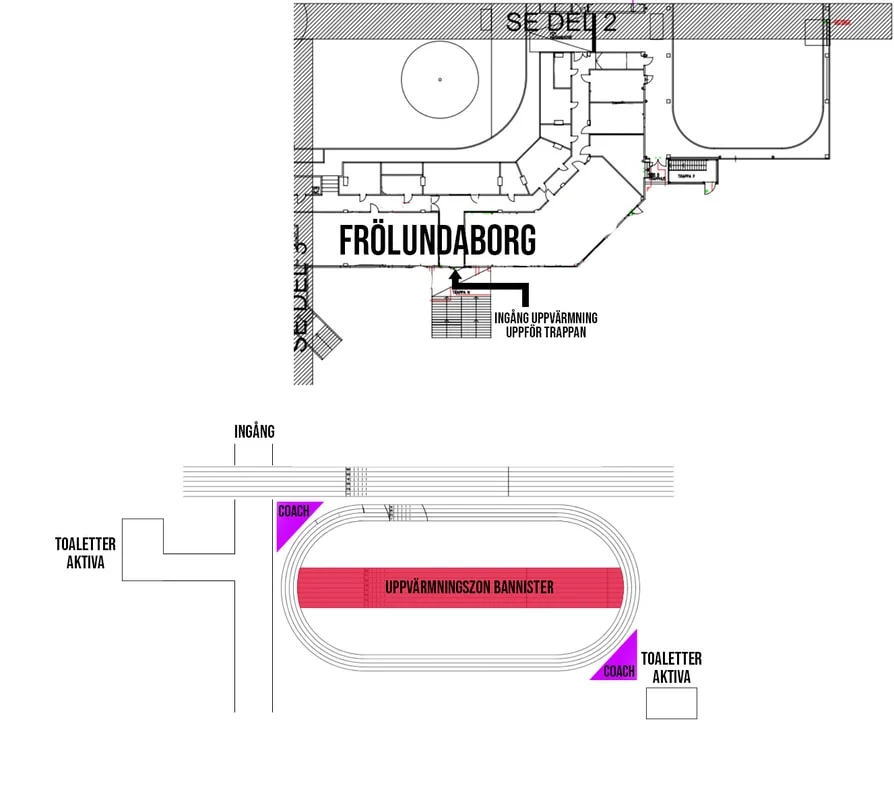 SE DEL 2
TRAPPA F
FRÖLUNDABORG
SE DEL 3
INGÅNG UPPVÄRMNING
UPPFÖR TRAPPAN
INGÅNG
COACH
TOALETTER
AKTIVA
UPPVÄRMNINGSZON BANNISTER
COACH
TOALETTER
AKTIVA